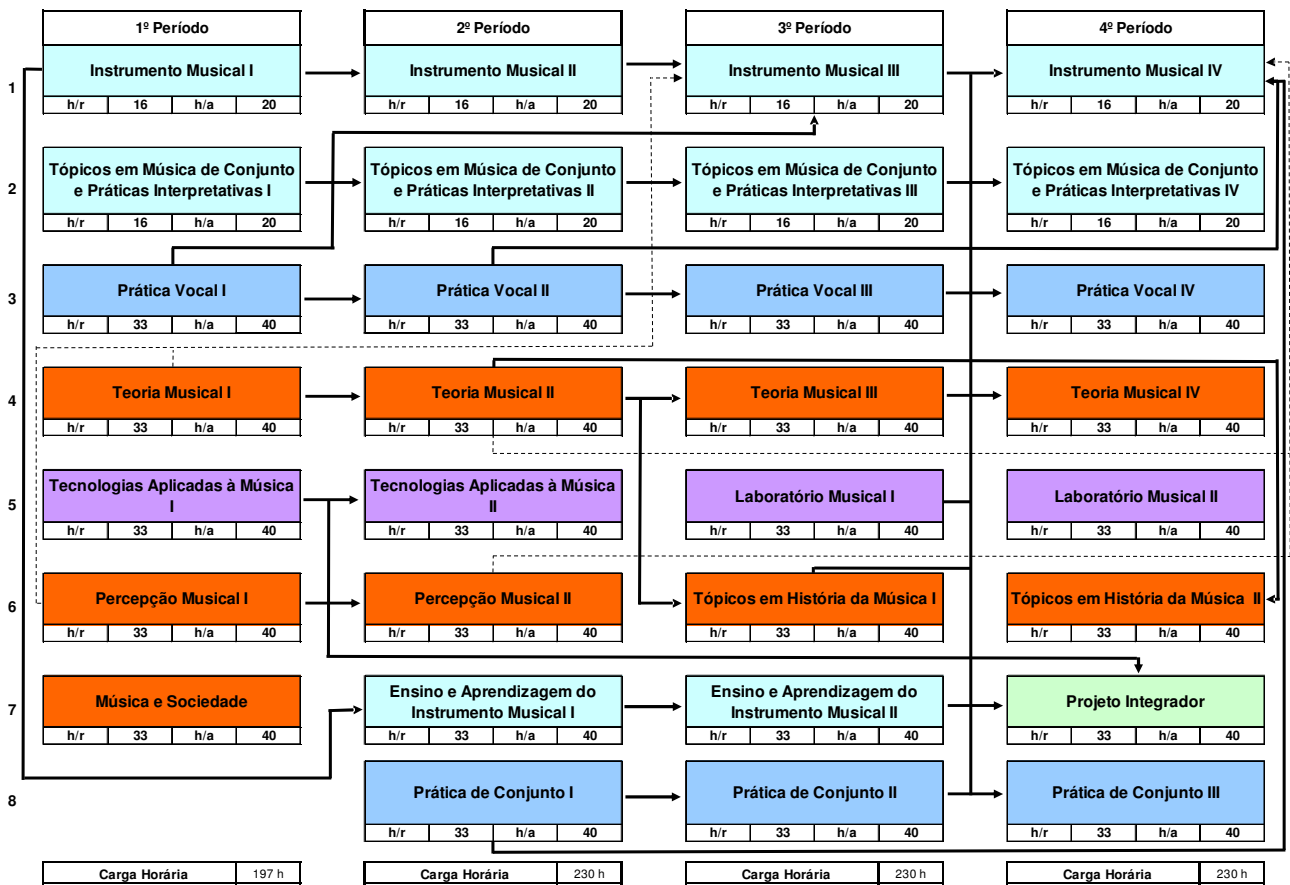 1º Período 2º Período 3º Período 4º Período
1
Instrumento Musical I Instrumento Musical II Instrumento Musical III Instrumento Musical IV
h/r 16 h/a 20 h/r 16 h/a 20 h/r 16 h/a 20 h/r 16 h/a 20
2
Tópicos em Música de Conjunto Tópicos em Música de Conjunto Tópicos em Música de Conjunto Tópicos em Música de Conjunto
e Práticas Interpretativas I e Práticas Interpretativas II e Práticas Interpretativas III e Práticas Interpretativas IV
h/r 16 h/a 20 h/r 16 h/a 20 h/r 16 h/a 20 h/r 16 h/a 20
3
Prática Vocal I Prática Vocal II Prática Vocal III Prática Vocal IV
h/r 33 h/a 40 h/r 33 h/a 40 h/r 33 h/a 40 h/r 33 h/a 40
4
Teoria Musical I Teoria Musical II Teoria Musical III Teoria Musical IV
h/r 33 h/a 40 h/r 33 h/a 40 h/r 33 h/a 40 h/r 33 h/a 40
5
Tecnologias Aplicadas à Música Tecnologias Aplicadas à Música Laboratório Musical I Laboratório Musical II
I II
h/r 33 h/a 40 h/r 33 h/a 40 h/r 33 h/a 40 h/r 33 h/a 40
6
Percepção Musical I Percepção Musical II Tópicos em História da Música I Tópicos em História da Música II
h/r 33 h/a 40 h/r 33 h/a 40 h/r 33 h/a 40 h/r 33 h/a 40
7
Música e Sociedade Ensino e Aprendizagem do Ensino e Aprendizagem do Projeto Integrador
Instrumento Musical I Instrumento Musical II
h/r 33 h/a 40 h/r 33 h/a 40 h/r 33 h/a 40 h/r 33 h/a 40
8
Prática de Conjunto I Prática de Conjunto II Prática de Conjunto III
h/r 33 h/a 40 h/r 33 h/a 40 h/r 33 h/a 40
Carga Horária 197 h Carga Horária 230 h Carga Horária 230 h Carga Horária 230 h